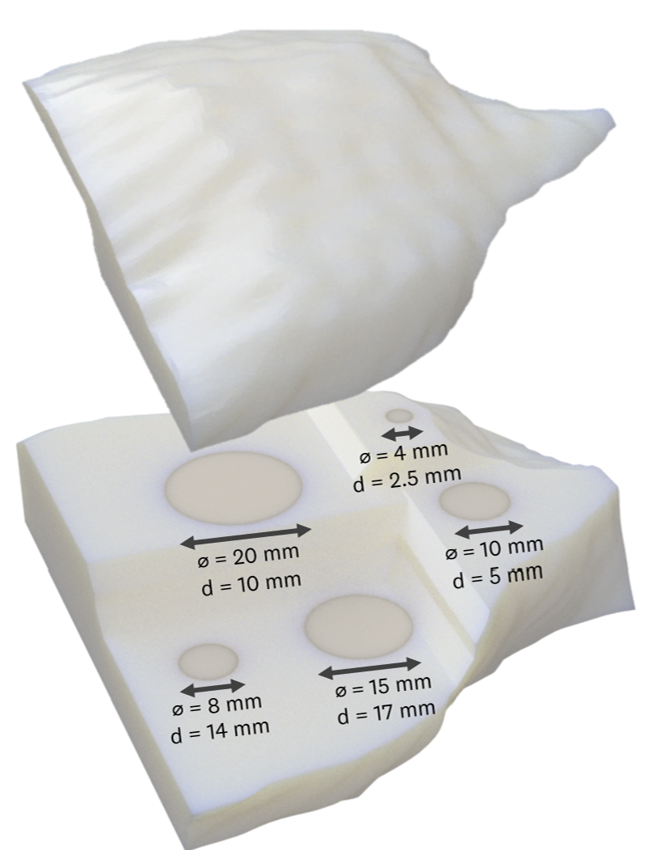 ø = 4 mm
d = 2.5 mm
ø = 10 mm
d = 5 mm
ø = 20 mm
d = 10 mm
ø = 15 mm
d = 17 mm
ø = 8 mm
d = 14 mm